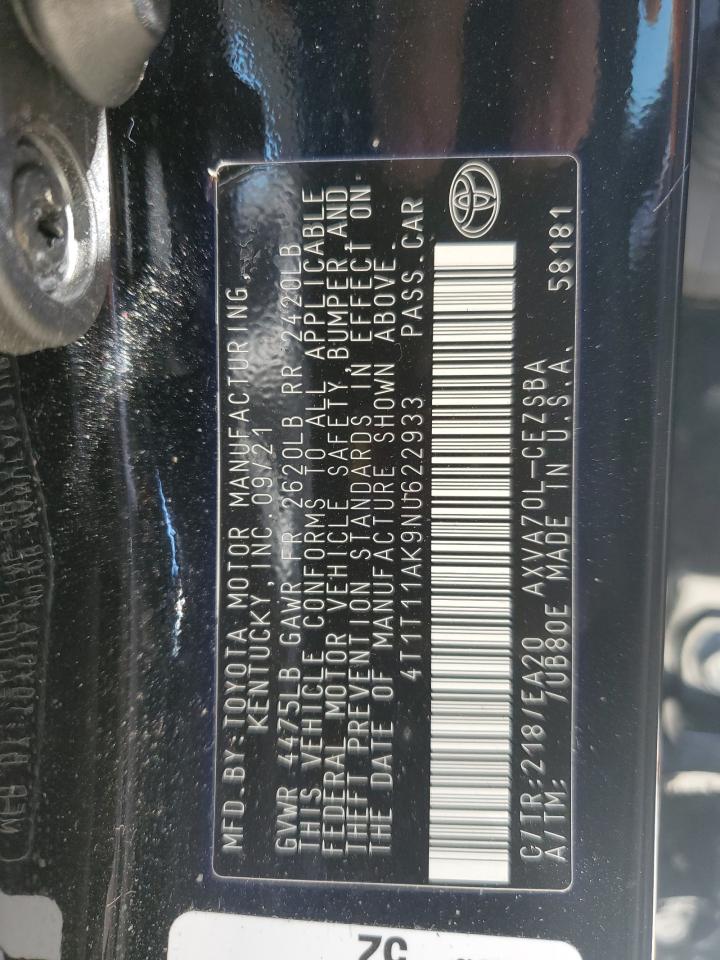 MFD.BY:TOYOTA MOTOR MANUFACTURING,
KENTUCKY,INC 09/21
GVWR 4475LB GAWR FR 2620LB RR 2420LB
THIS VEHICLE CONFORMS TO ALL APPLICABLE
FEDERAL MOTOR VEHICLE SAFETY,BUMPER,AND
THEFT PREVENTION STANDARDS IN EFFECT ON
THE DATE OF MANUFACTURE SHOWN ABOVE.
4T1T11AK9NU622933 PASS.CAR
C/TR:218/EA20 AXVA70L-CEZSBA
A/TM: /UB80E MADE IN U.S.A. 58181